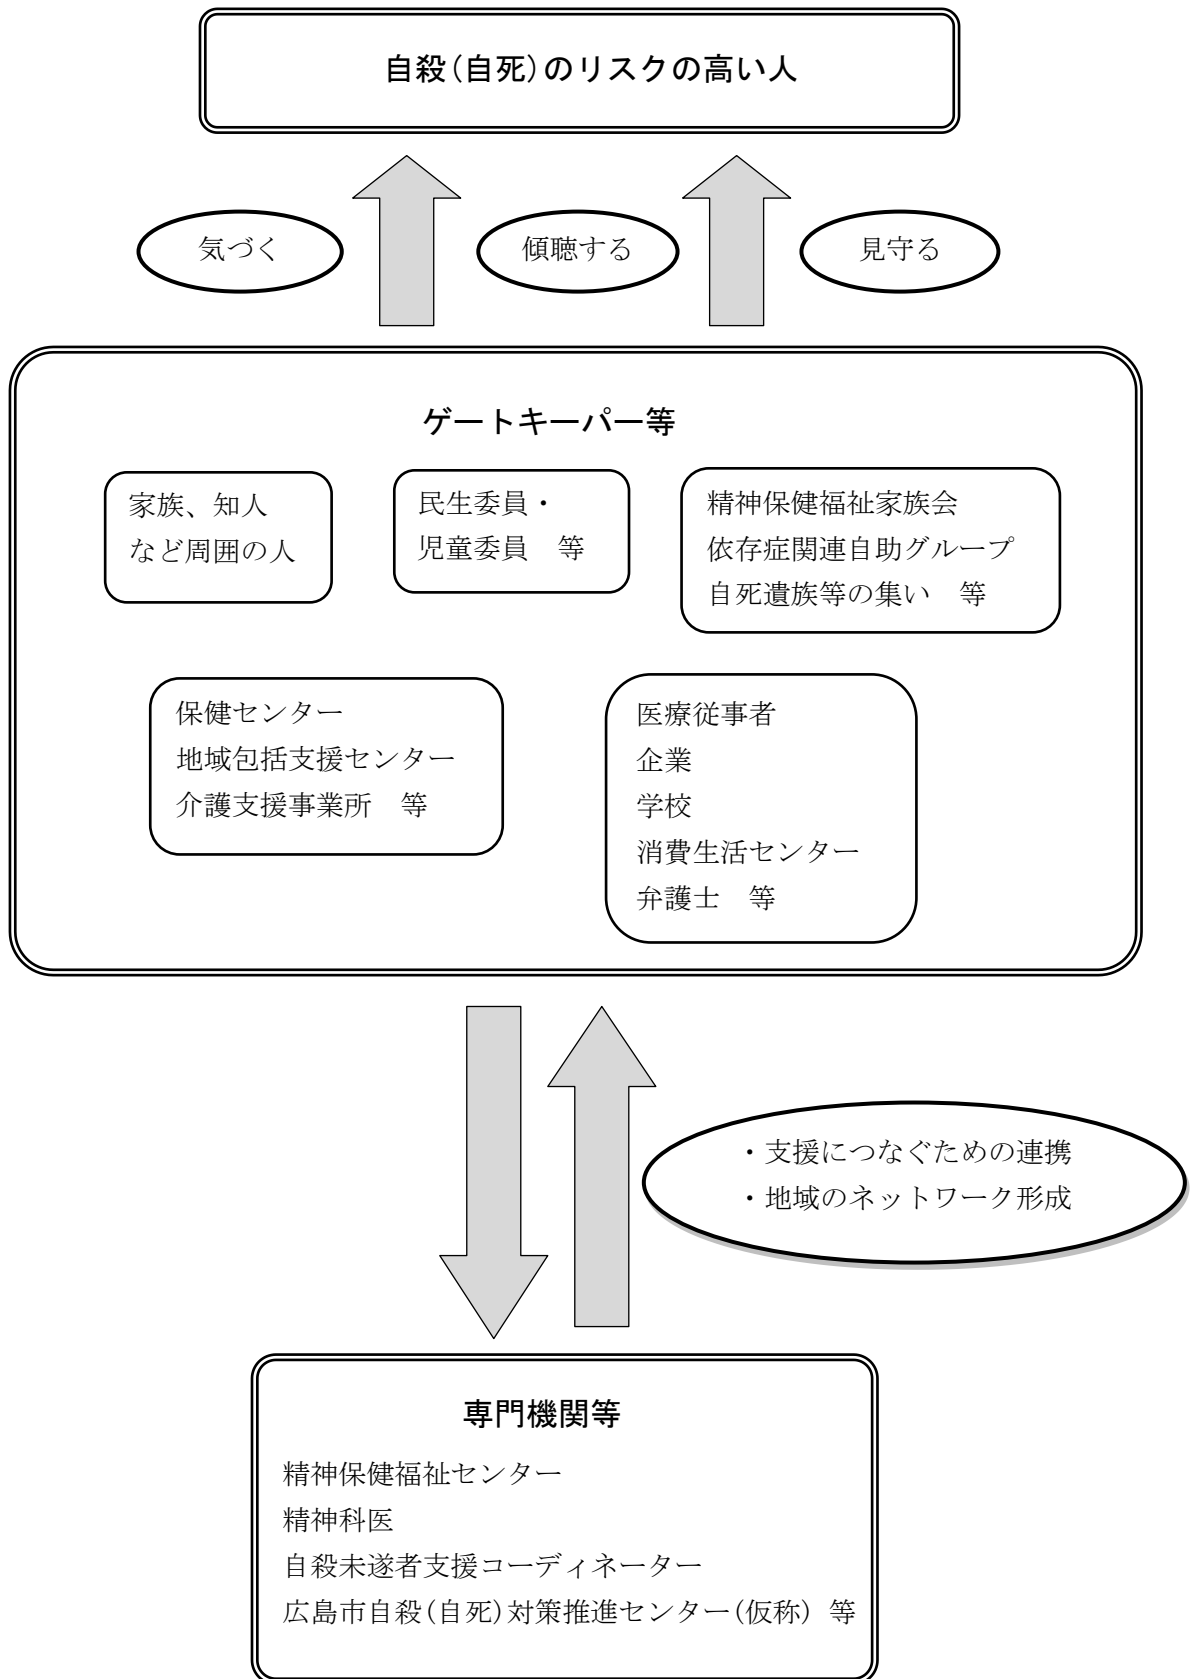 自殺(自死)のリスクの高い人
気づく
傾聴する
見守る
ゲートキーパー等
家族、知人
など周囲の人
民生委員・
児童委員　等
精神保健福祉家族会
依存症関連自助グループ
自死遺族等の集い　等
保健センター
地域包括支援センター
介護支援事業所　等
医療従事者
企業
学校
消費生活センター
弁護士　等
・支援につなぐための連携
・地域のネットワーク形成
専門機関等
精神保健福祉センター
精神科医
自殺未遂者支援コーディネーター
広島市自殺(自死)対策推進センター(仮称) 等